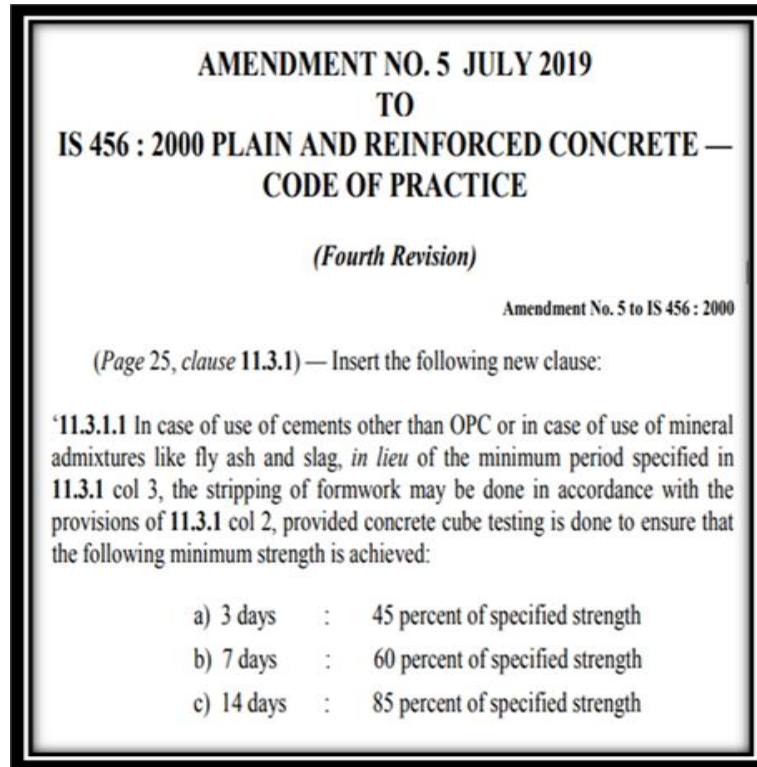 AMENDMENT NO. 5 JULY 2019
TO
IS 456 : 2000 PLAIN AND REINFORCED CONCRETE —
CODE OF PRACTICE
(Fourth Revision)
Amendment No. 5 to IS 456 : 2000
(Page 25, clause 11.3.1) — Insert the following new clause:
‘11.3.1.1 In case of use of cements other than OPC or in case of use of mineral
admixtures like fly ash and slag, in lieu of the minimum period specified in
11.3.1 col 3, the stripping of formwork may be done in accordance with the
provisions of 11.3.1 col 2, provided concrete cube testing is done to ensure that
the following minimum strength is achieved:
a) 3 days : 45 percent of specified strength
b) 7 days : 60 percent of specified strength
c) 14 days : 85 percent of specified strength